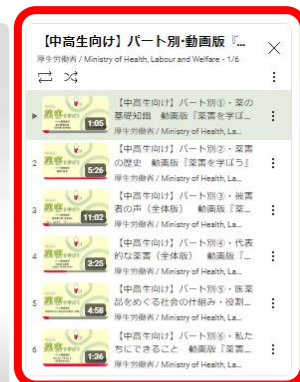 【中高生向け】パート別・動画版『...
厚生労働省 / Ministry of Health, Labour and Welfare - 1/6
【中高生向け】パート別①・薬の
基礎知識 動画版『薬害を学ぼ...
厚生労働省 / Ministry of Health, La...
1:05
2
【中高生向け】パート別②・薬害
の歴史 動画版『薬害を学ぼう』
厚生労働省 / Ministry of Health, La...
5:26
3
【中高生向け】パート別③・被害
者の声（全体版） 動画版『薬...
厚生労働省 / Ministry of Health, La...
11:02
4
【中高生向け】パート別④・代表
的な薬害（全体版） 動画版『...
厚生労働省 / Ministry of Health, La...
3:25
5
【中高生向け】パート別⑤・医薬
品をめぐる社会の仕組み・役割...
厚生労働省 / Ministry of Health, La...
4:58
6
【中高生向け】パート別⑥・私た
ちにできること 動画版『薬害...
厚生労働省 / Ministry of Health, La...
1:36